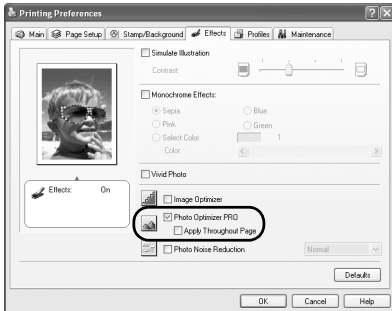 Printing Preferences
Main Page Setup Stamp/Background Effects Profiles Maintenance
Simulate Illustration
Contrast:
Monochrome Effects:
Sepia Blue
Pink Green
Select Color 1
Color:
Vivid Photo
Effects: On
Image Optimizer
Photo Optimizer PRO
Apply Throughout Page
Photo Noise Reduction Normal
Defaults
OK Cancel Help